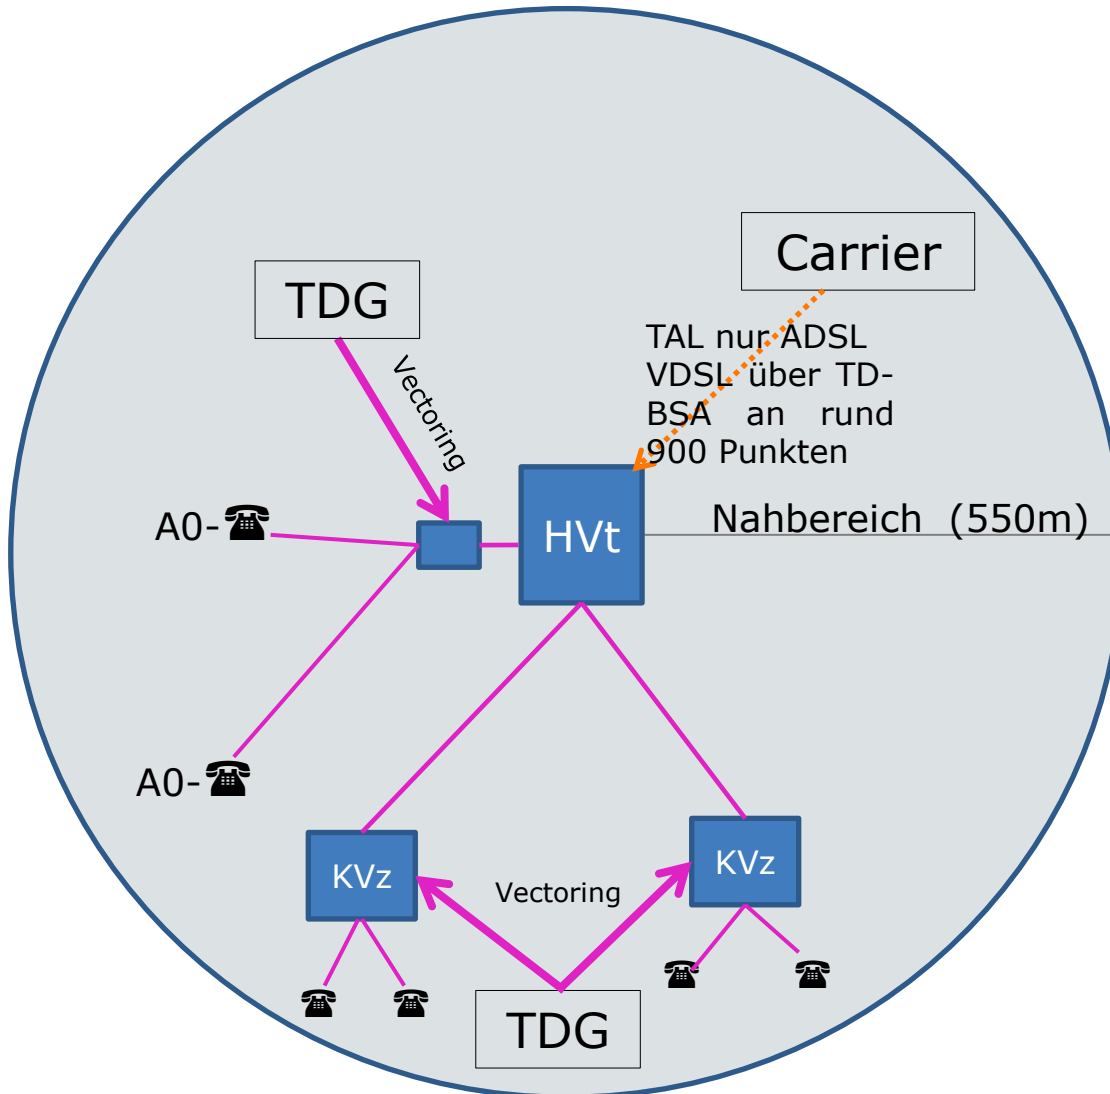 Carrier
TDG
TAL nur ADSL
VDSL über TD-
BSA an rund
900 Punkten
Vectoring
A0-☎
HVt
Nahbereich (550m)
A0-☎
KVz
KVz
Vectoring
TDG